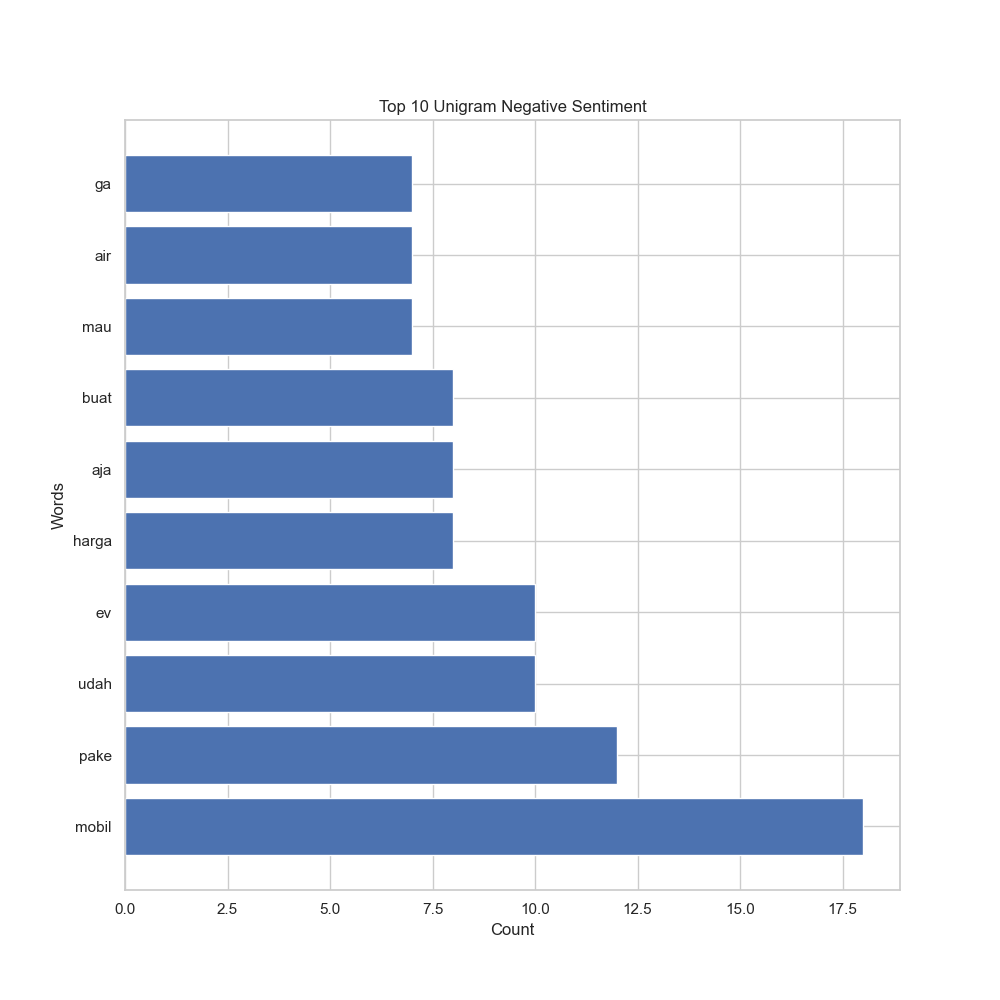 Top 10 Unigram Negative Sentiment
ga
air
mau
buat
aja
harga
ev
udah
pake
mobil
Words
0.0 2.5 5.0 7.5 10.0 12.5 15.0 17.5
Count